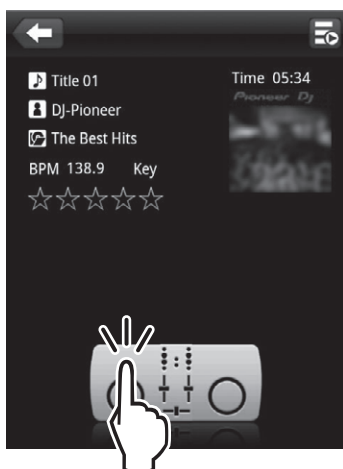 Title 01
Time 05:34
DJ-Pioneer
Pioneer Dj
The Best Hits
BPM 138.9 Key